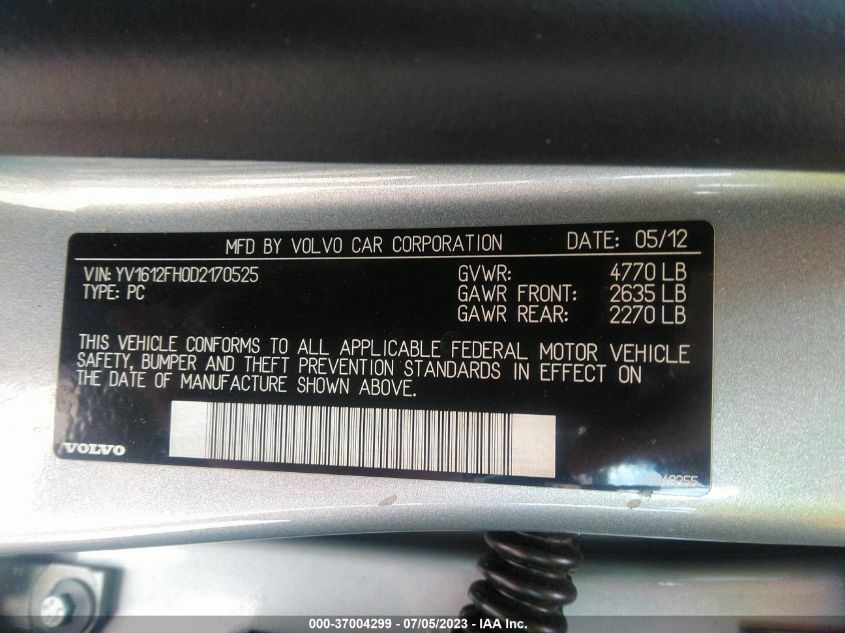 MFD BY VOLVO CAR CORPORATION DATE: 05/12
VIN: YV1612FH0D2170525 GVWR: 4770 LB
TYPE: PC GAWR FRONT: 2635 LB
GAWR REAR: 2270 LB
THIS VEHICLE CONFORMS TO ALL APPLICABLE FEDERAL MOTOR VEHICLE
SAFETY, BUMPER AND THEFT PREVENTION STANDARDS IN EFFECT ON
THE DATE OF MANUFACTURE SHOWN ABOVE.
VOLVO
000-37004299 - 07/05/2023 - IAA Inc.